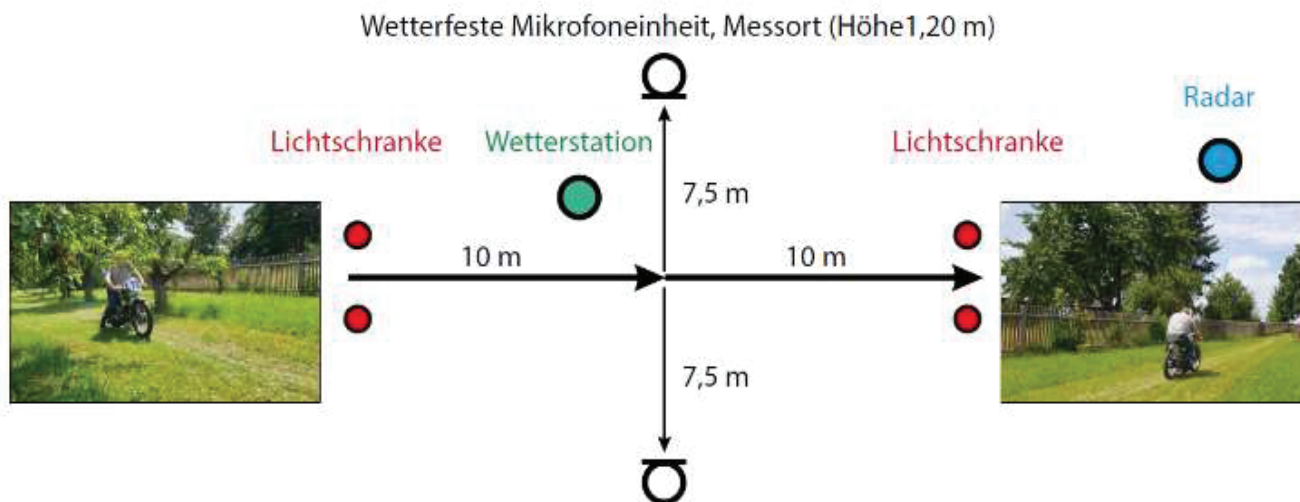 Wetterfeste Mikrofoneinheit, Messort (Höhe1,20 m)
Radar
Lichtschranke
Wetterstation
Lichtschranke
7,5 m
10 m
10 m
7,5 m